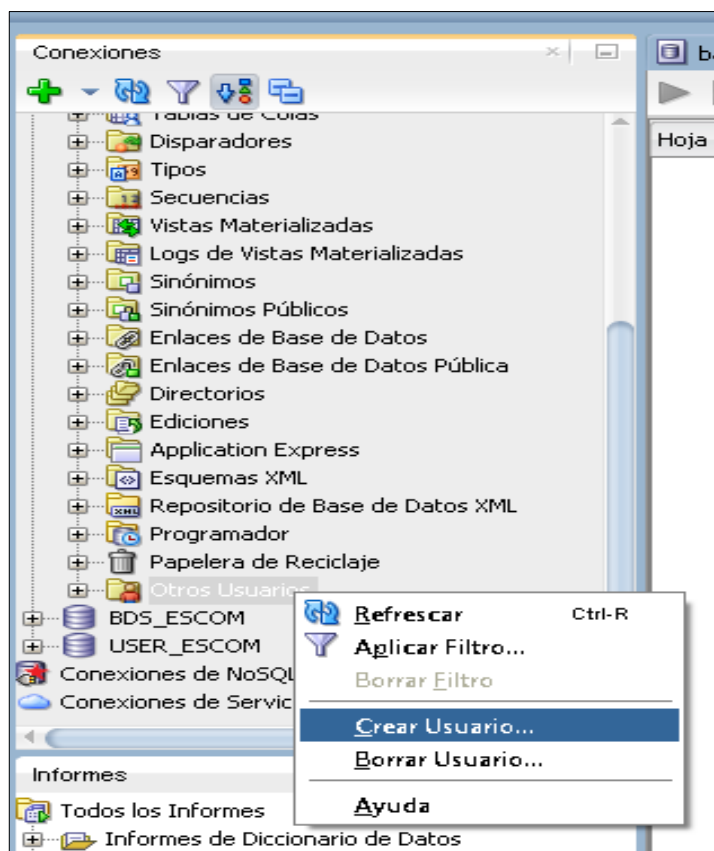 Conexiones
Tablas de Colas
Disparadores
Tipos
Secuencias
Vistas Materializadas
Logs de Vistas Materializadas
Sinónimos
Sinónimos Públicos
Enlaces de Base de Datos
Enlaces de Base de Datos Pública
Directorios
Ediciones
Application Express
Esquemas XML
Repositorio de Base de Datos XML
Programador
Papelera de Reciclaje
Otros Usuarios
BDS_ESCOM
USER_ESCOM
Conexiones de NoSQL
Conexiones de Servic
Refrescar Ctrl-R
Aplicar Filtro...
Borrar Filtro
Crear Usuario...
Borrar Usuario...
Ayuda
Informes
Todos los Informes
Informes de Diccionario de Datos
Hoja